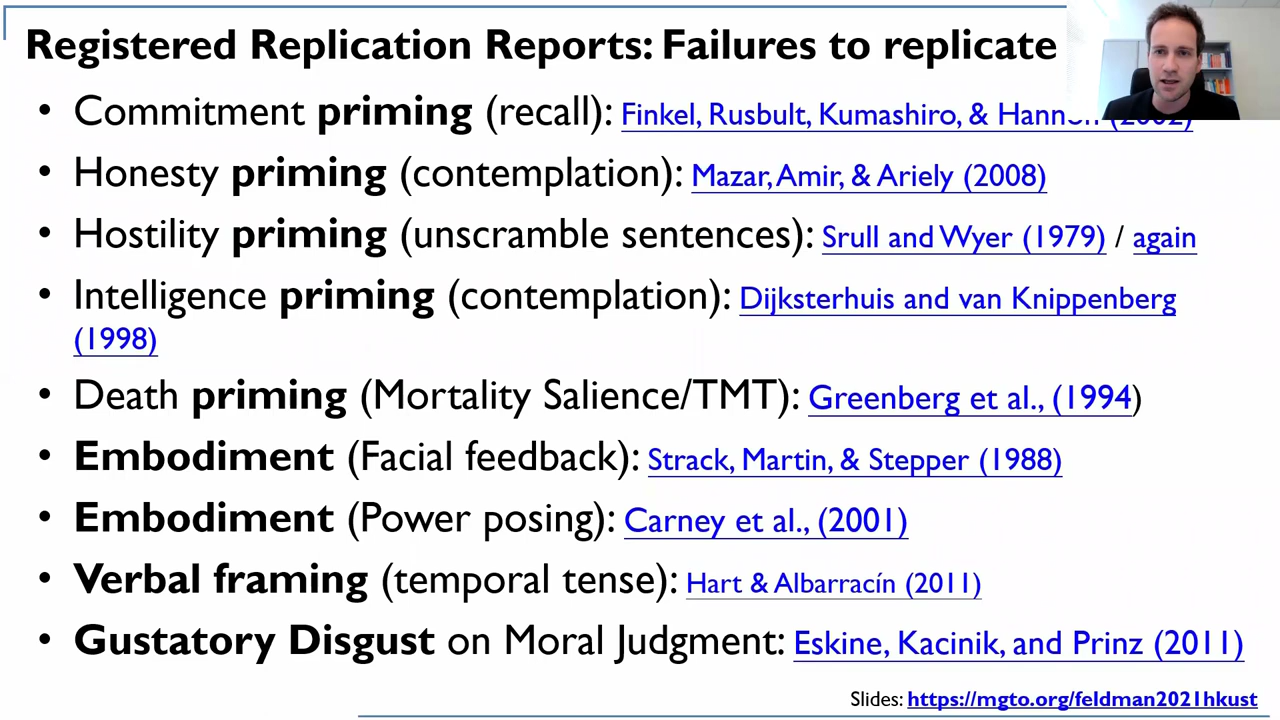 Registered Replication Reports: Failures to replicate
• Commitment priming (recall): Finkel, Rusbult, Kumashiro, & Hannon (2002)
• Honesty priming (contemplation): Mazar, Amir, & Ariely (2008)
• Hostility priming (unscramble sentences): Srull and Wyer (1979) / again
• Intelligence priming (contemplation): Dijksterhuis and van Knippenberg
(1998)
• Death priming (Mortality Salience/TMT): Greenberg et al., (1994)
• Embodiment (Facial feedback): Strack, Martin, & Stepper (1988)
• Embodiment (Power posing): Carney et al., (2001)
• Verbal framing (temporal tense): Hart & Albarracín (2011)
• Gustatory Disgust on Moral Judgment: Eskine, Kacinik, and Prinz (2011)
Slides: https://mgto.org/feldman2021hkust